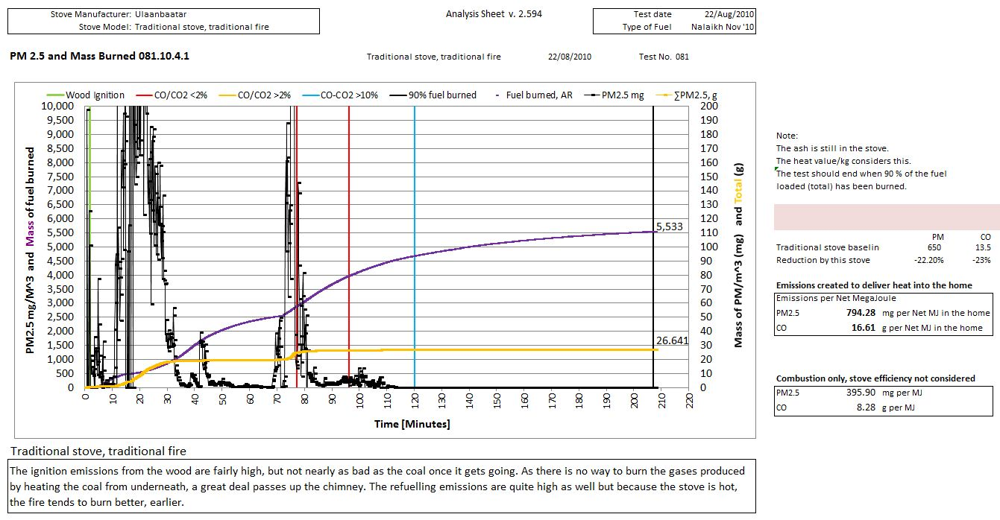 Stove Manufacturer: Ulaanbaatar
Stove Model: Traditional stove, traditional fire
Analysis Sheet v. 2.594
Test date 22/Aug/2010
Type of Fuel Nalaikh Nov '10
PM 2.5 and Mass Burned 081.10.4.1
Traditional stove, traditional fire 22/08/2010 Test No. 081
Wood Ignition CO/CO2 <2% CO/CO2 >2% CO-CO2 >10% 90% fuel burned Fuel burned, AR PM2.5 mg ∑PM2.5, g
PM2.5 mg/M^3 and Mass of fuel burned
10,000
9,500
9,000
8,500
8,000
7,500
7,000
6,500
6,000
5,500
5,000
4,500
4,000
3,500
3,000
2,500
2,000
1,500
1,000
500
0
5,533
26.641
200
190
180
170
160
150
140
130
120
110
100
90
80
70
60
50
40
30
20
10
0
Mass of PM/m^3 (mg) and Total (g)
0 10 20 30 40 50 60 70 80 90 100 110 120 130 140 150 160 170 180 190 200 210 220
Time [Minutes]
Note:
The ash is still in the stove.
The heat value/kg considers this.
The test should end when 90 % of the fuel
loaded (total) has been burned.
PM CO
Traditional stove baselin 650 13.5
Reduction by this stove -22.20% -23%
Emissions created to deliver heat into the home
Emissions per Net MegaJoule
PM2.5 794.28 mg per Net MJ in the home
CO 16.61 g per Net MJ in the home
Combustion only, stove efficiency not considered
PM2.5 395.90 mg per MJ
CO 8.28 g per MJ
Traditional stove, traditional fire
The ignition emissions from the wood are fairly high, but not nearly as bad as the coal once it gets going. As there is no way to burn the gases produced
by heating the coal from underneath, a great deal passes up the chimney. The refuelling emissions are quite high as well but because the stove is hot,
the fire tends to burn better, earlier.